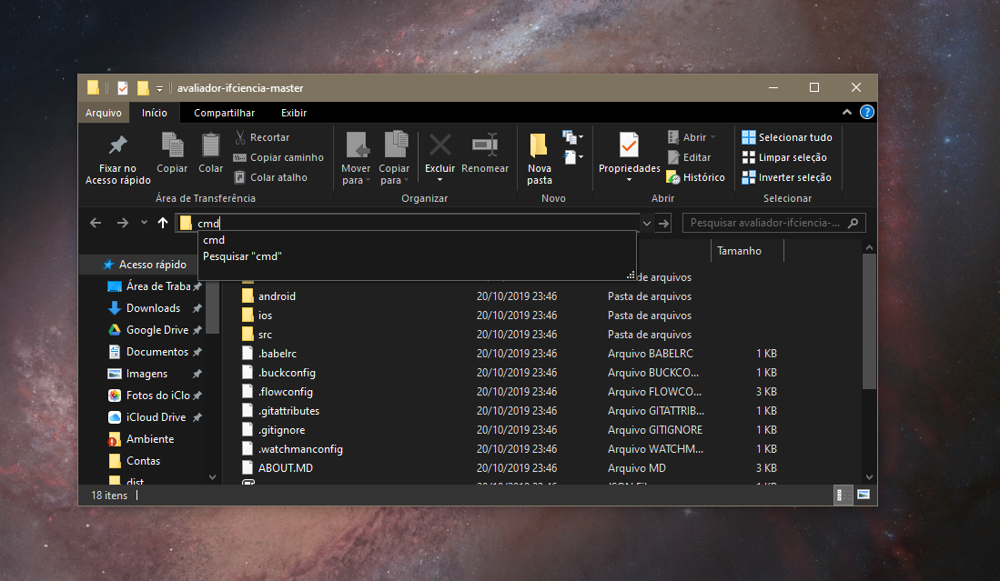 avaliador-ifciencia-master
Arquivo Início Compartilhar Exibir
Fixar no Acesso rápido
Copiar
Colar
Recortar
Copiar caminho
Colar atalho
Área de Transferência
Mover para
Copiar para
Excluir
Renomear
Organizar
Nova pasta
Novo
Propriedades
Abrir
Editar
Histórico
Abrir
Selecionar tudo
Limpar seleção
Inverter seleção
Selecionar
cmd
Pesquisar avaliador-ifciencia-...
cmd
Pesquisar "cmd"
Tamanho
Acesso rápido
Área de Traba
Downloads
Google Drive
Documentos
Imagens
Fotos do iClo
iCloud Drive
Ambiente
Contas
dist
de arquivos
android 20/10/2019 23:46 Pasta de arquivos
ios 20/10/2019 23:46 Pasta de arquivos
src 20/10/2019 23:46 Pasta de arquivos
.babelrc 20/10/2019 23:46 Arquivo BABELRC 1 KB
.buckconfig 20/10/2019 23:46 Arquivo BUCKCO... 1 KB
.flowconfig 20/10/2019 23:46 Arquivo FLOWCO... 3 KB
.gitattributes 20/10/2019 23:46 Arquivo GITATTRIB... 1 KB
.gitignore 20/10/2019 23:46 Arquivo GITIGNORE 1 KB
.watchmanconfig 20/10/2019 23:46 Arquivo WATCHM... 1 KB
ABOUT.MD 20/10/2019 23:46 Arquivo MD 3 KB
18 itens